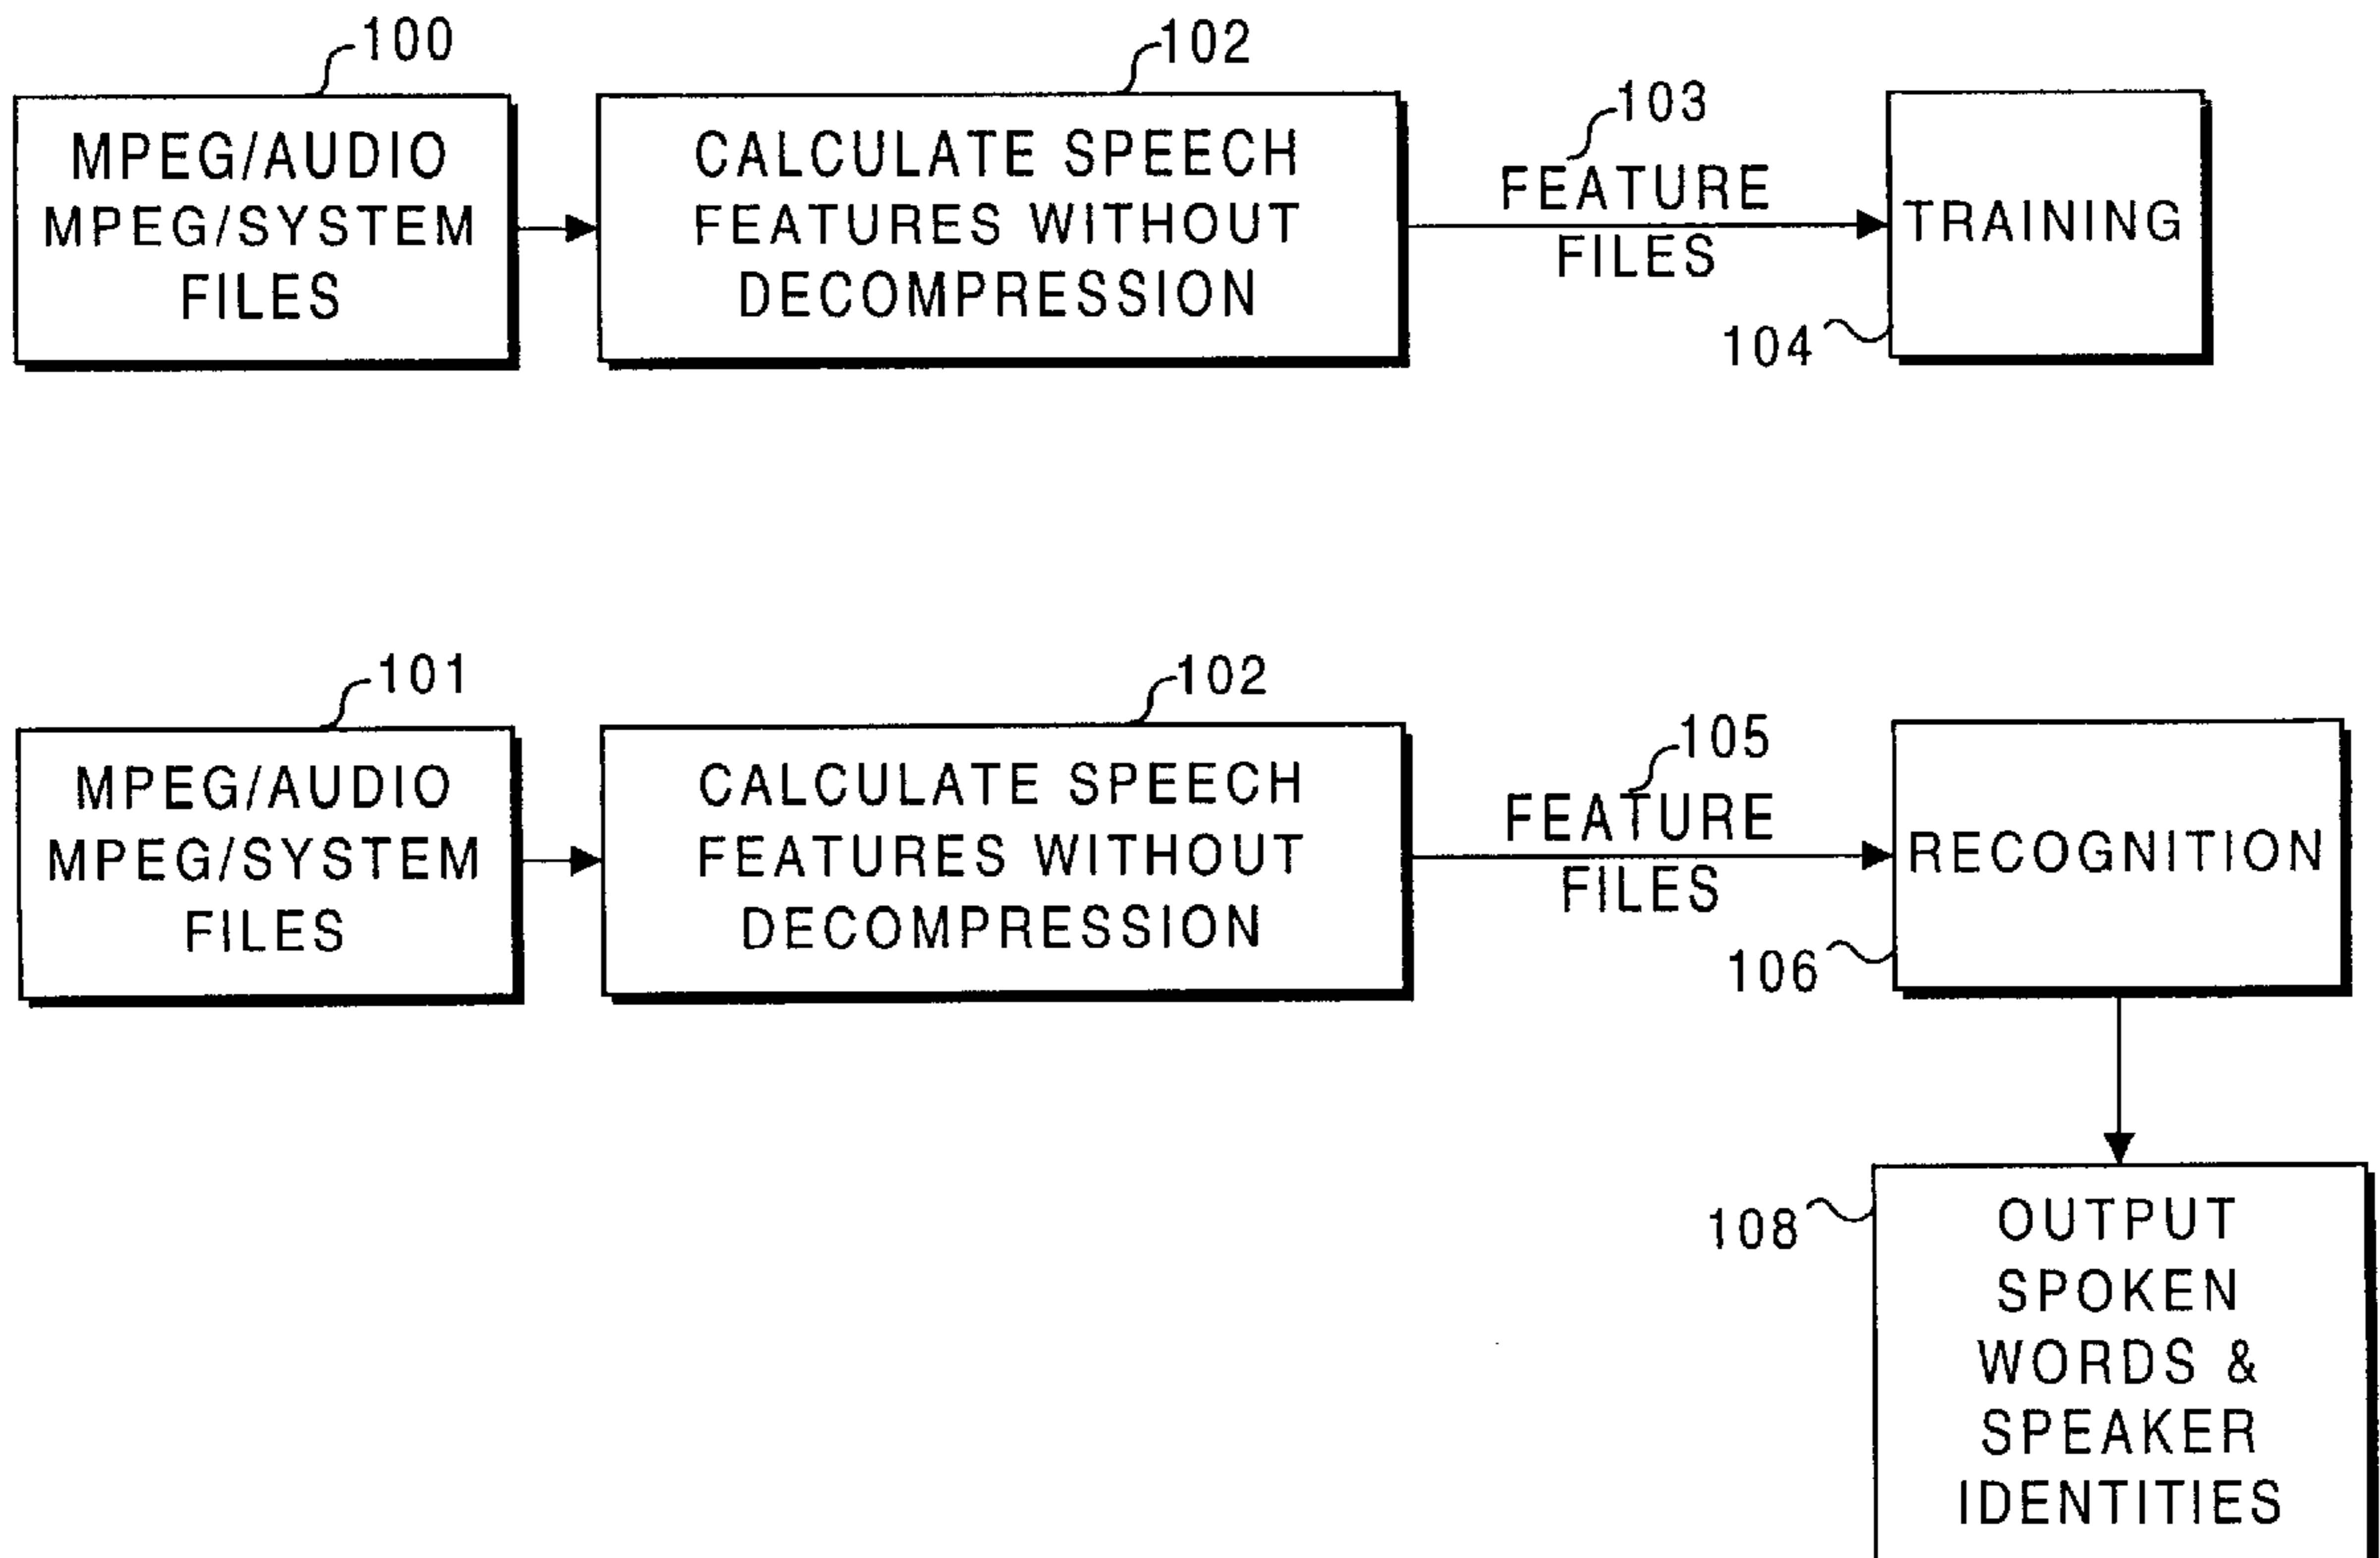 100
MPEG/AUDIO
MPEG/SYSTEM
FILES
102
CALCULATE SPEECH
FEATURES WITHOUT
DECOMPRESSION
103
FEATURE
FILES
TRAINING
104
101
MPEG/AUDIO
MPEG/SYSTEM
FILES
102
CALCULATE SPEECH
FEATURES WITHOUT
DECOMPRESSION
105
FEATURE
FILES
RECOGNITION
106
108
OUTPUT
SPOKEN
WORDS &
SPEAKER
IDENTITIES